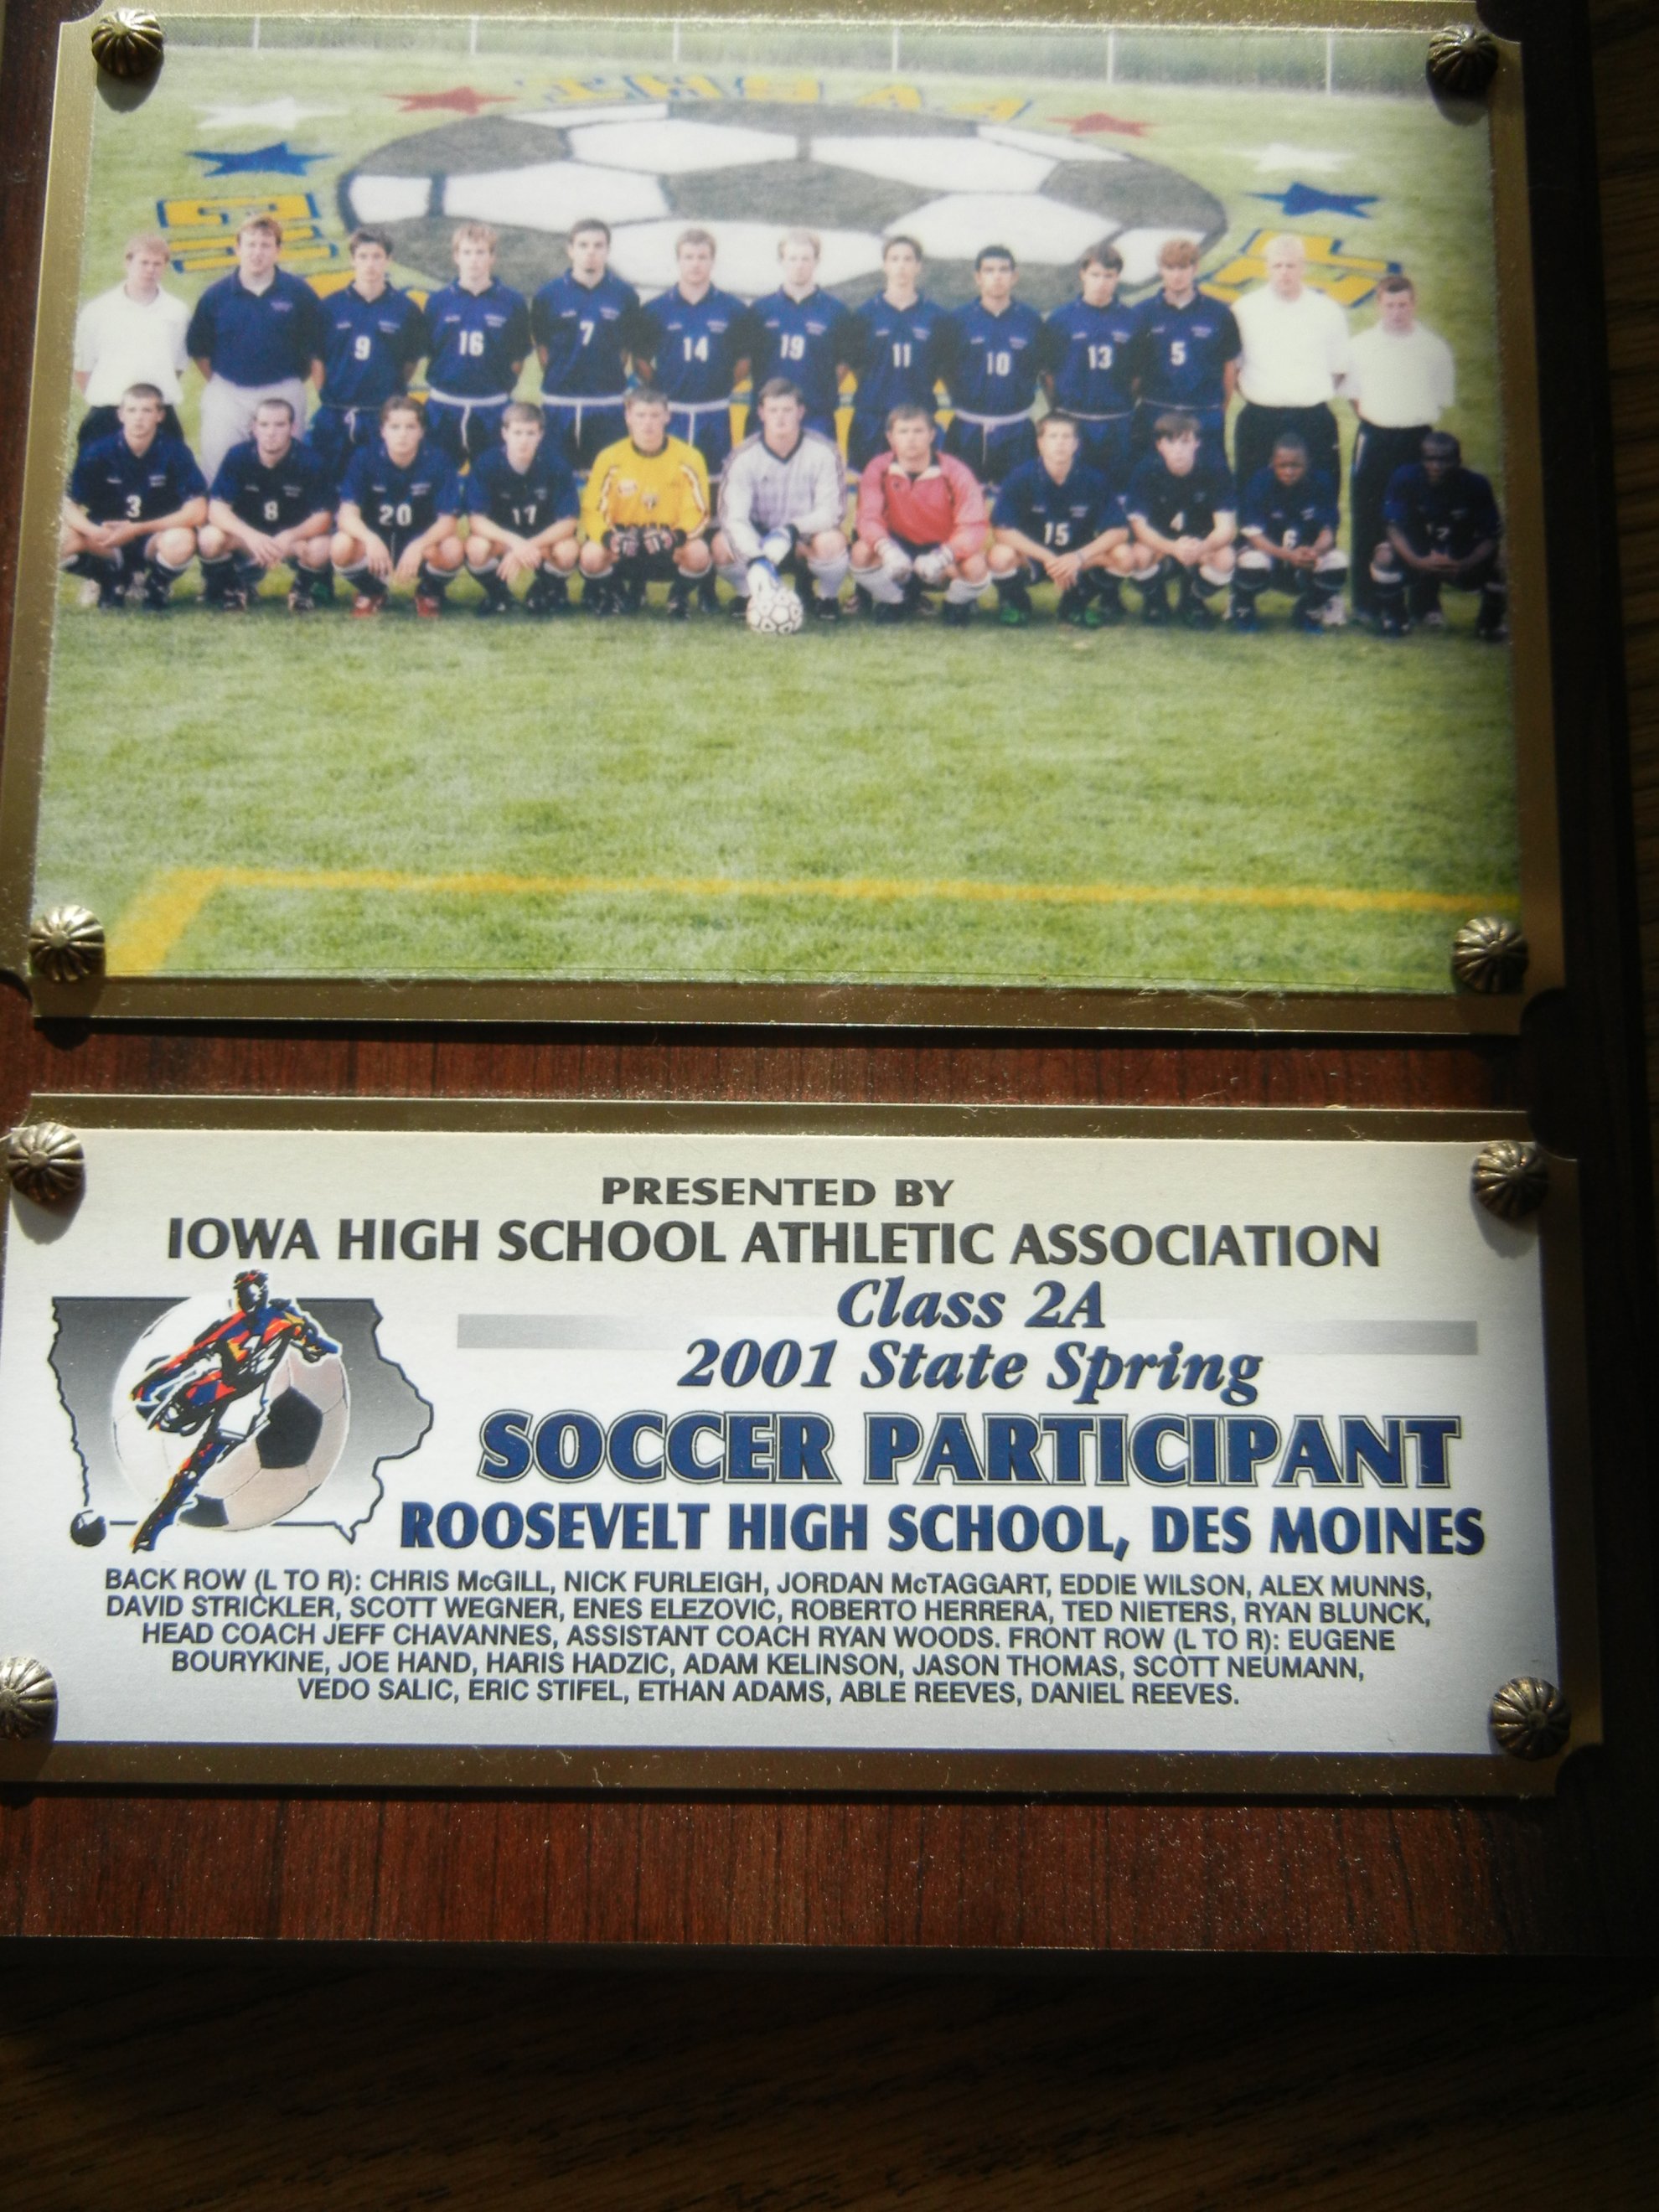 IHSAA
9
16
7
14
19
11
10
13
5
3
8
20
17
15
4
6
PRESENTED BY
IOWA HIGH SCHOOL ATHLETIC ASSOCIATION
Class 2A
2001 State Spring
SOCCER PARTICIPANT
ROOSEVELT HIGH SCHOOL, DES MOINES
BACK ROW (L TO R): CHRIS McGILL, NICK FURLEIGH, JORDAN McTAGGART, EDDIE WILSON, ALEX MUNNS,
DAVID STRICKLER, SCOTT WEGNER, ENES ELEZOVIC, ROBERTO HERRERA, TED NIETERS, RYAN BLUNCK,
HEAD COACH JEFF CHAVANNES, ASSISTANT COACH RYAN WOODS. FRONT ROW (L TO R): EUGENE
BOURYKINE, JOE HAND, HARIS HADZIC, ADAM KELINSON, JASON THOMAS, SCOTT NEUMANN,
VEDO SALIC, ERIC STIFEL, ETHAN ADAMS, ABLE REEVES, DANIEL REEVES.